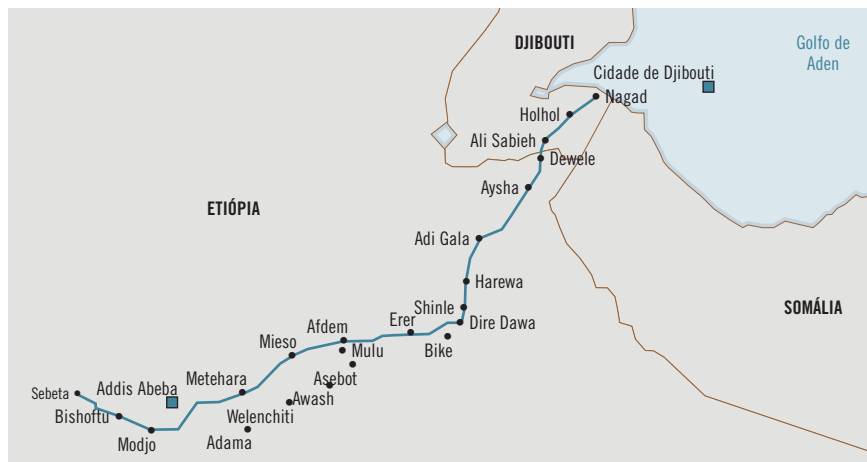 DJIBOUTI
Golfo de
Aden
Cidade de Djibouti
Nagad
Holhol
Ali Sabieh
Dewele
Aysha
ETIÓPIA
Adi Gala
Harewa
Shinle
SOMÁLIA
Dire Dawa
Erer
Afdem
Bike
Mieso
Mulu
Asebot
Metehara
Addis Abeba
Sebeta
Awash
Bishoftu
Welenchiti
Modjo
Adama